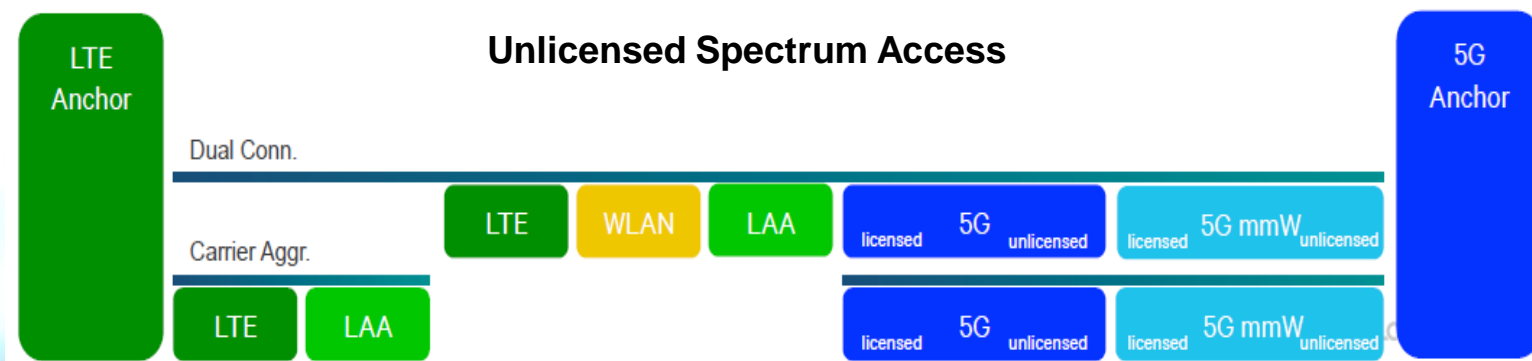 Unlicensed Spectrum Access
LTE
Anchor
5G
Anchor
Dual Conn.
LTE
WLAN
LAA
licensed 5G unlicensed
licensed 5G mmW unlicensed
Carrier Aggr.
LTE
LAA
licensed 5G unlicensed
licensed 5G mmW unlicensed